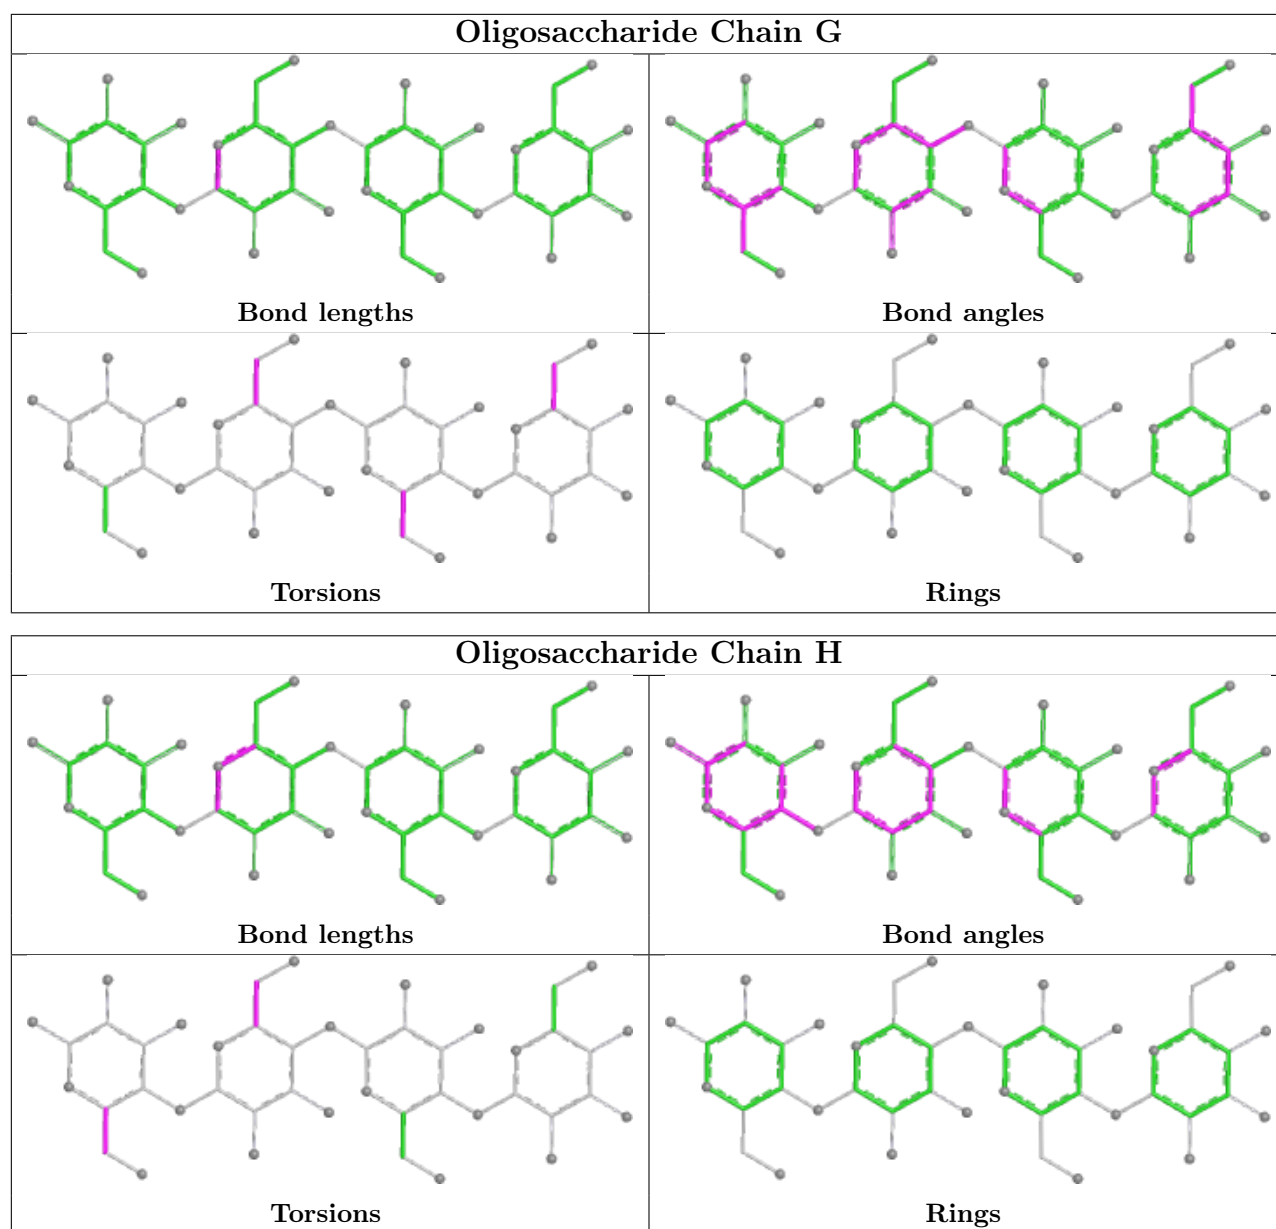 Oligosaccharide Chain G
Bond lengths
Bond angles
Torsions
Rings
Oligosaccharide Chain H
Bond lengths
Bond angles
Torsions
Rings